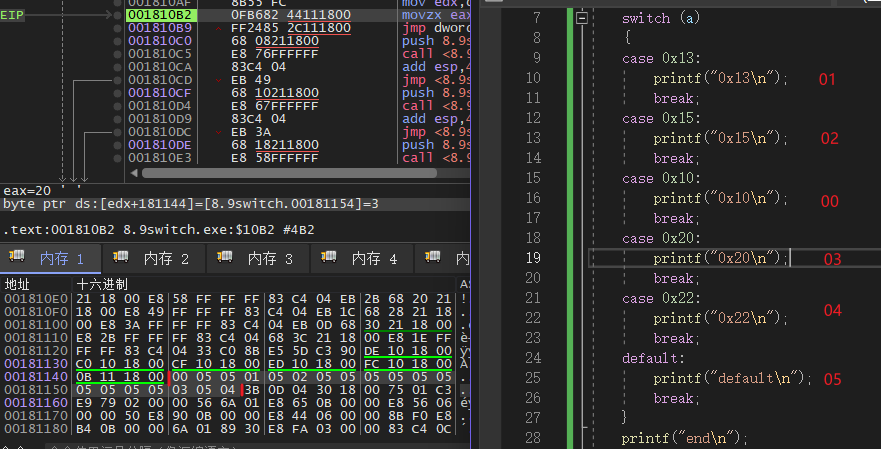 EIP
001810AF 8B55 FC mov edx,d
001810B2 0FB682 44111800 movzx eax
001810B9 FF2485 2C111800 jmp dword
001810C0 68 08211800 push 8.9s
001810C5 E8 76FFFFFF call <8.9
001810CA 83C4 04 add esp,4
001810CD EB 49 jmp <8.9s
001810CF 68 10211800 push 8.9s
001810D4 E8 67FFFFFF call <8.9
001810D9 83C4 04 add esp,4
001810DC EB 3A jmp <8.9s
001810DE 68 18211800 push 8.9s
001810E3 E8 58FFFFFF call <8.9
eax=20 ' '
byte ptr ds:[edx+181144]=[8.9switch.00181154]=3
.text:001810B2 8.9switch.exe:$10B2 #4B2
内存 1 内存 2 内存 3 内存 4 内
地址 十六进制 AS
001810E0 21 18 00 E8 58 FF FF FF 83 C4 04 EB 2B 68 20 21 !
001810F0 18 00 E8 49 FF FF FF 83 C4 04 EB 1C 68 28 21 18
00181100 00 E8 3A FF FF FF 83 C4 04 EB 0D 68 30 21 18 00
00181110 E8 2B FF FF FF 83 C4 04 68 3C 21 18 00 E8 1E FF
00181120 FF FF 83 C4 04 33 C0 8B E5 5D C3 90 DE 10 18 00
00181130 C0 10 18 00 CF 10 18 00 ED 10 18 00 FC 10 18 00
00181140 0B 11 18 00 00 05 05 01 05 02 05 05 05 05 05 05
00181150 05 05 05 05 03 05 04 3B 0D 04 30 18 00 75 01 C3
00181160 E9 79 02 00 00 56 6A 01 E8 65 0B 00 00 E8 56 06
00181170 00 00 50 E8 90 0B 00 00 E8 44 06 00 00 8B F0 E8
00181180 B4 0B 00 00 6A 01 89 30 E8 FA 03 00 00 83 C4 0C
7 switch (a)
8 {
9 case 0x13:
10 printf("0x13\n"); 01
11 break;
12 case 0x15:
13 printf("0x15\n"); 02
14 break;
15 case 0x10:
16 printf("0x10\n"); 00
17 break;
18 case 0x20:
19 printf("0x20\n"); 03
20 break;
21 case 0x22:
22 printf("0x22\n"); 04
23 break;
24 default:
25 printf("default\n"); 05
26 break;
27 }
28 printf("end\n");